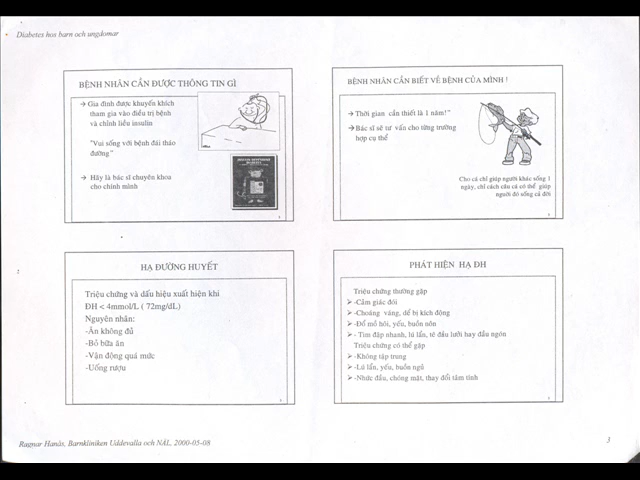 Diabetes hos barn och ungdomar
BỆNH NHÂN CẦN ĐƯỢC THÔNG TIN GÌ
→ Gia đình được khuyến khích
tham gia vào điều trị bệnh
và chỉnh liều insulin
"Vui sống với bệnh đái tháo
đường"
→ Hãy là bác sĩ chuyên khoa
cho chính mình
BỆNH NHÂN CẦN BIẾT VỀ BỆNH CỦA MÌNH !
→ Thời gian cần thiết là 1 năm!"
→ Bác sĩ sẽ tư vấn cho từng trường
hợp cụ thể
Cho cá chỉ giúp người khác sống 1
ngày, chỉ cách câu cá có thể giúp
người đó sống cả đời
HẠ ĐƯỜNG HUYẾT
Triệu chứng và dấu hiệu xuất hiện khi
ĐH < 4mmol/L ( 72mg/dL)
Nguyên nhân:
-Ăn không đủ
-Bỏ bữa ăn
-Vận động quá mức
-Uống rượu
PHÁT HIỆN HẠ ĐH
Triệu chứng thường gặp
➢ -Cảm giác đói
➢ -Choáng váng, dễ bị kích động
➢ -Đổ mồ hôi, yếu, buồn nôn
➢ - Tim đập nhanh, lú lẫn, tê đầu lưỡi hay đầu ngón
Triệu chứng có thể gặp
➢ -Không tập trung
➢ -Lú lẫn, yếu, buồn ngủ
➢ -Nhức đầu, chóng mặt, thay đổi tâm tính
Ragnar Hanås, Barnkliniken Uddevalla och NÄL, 2000-05-08
3